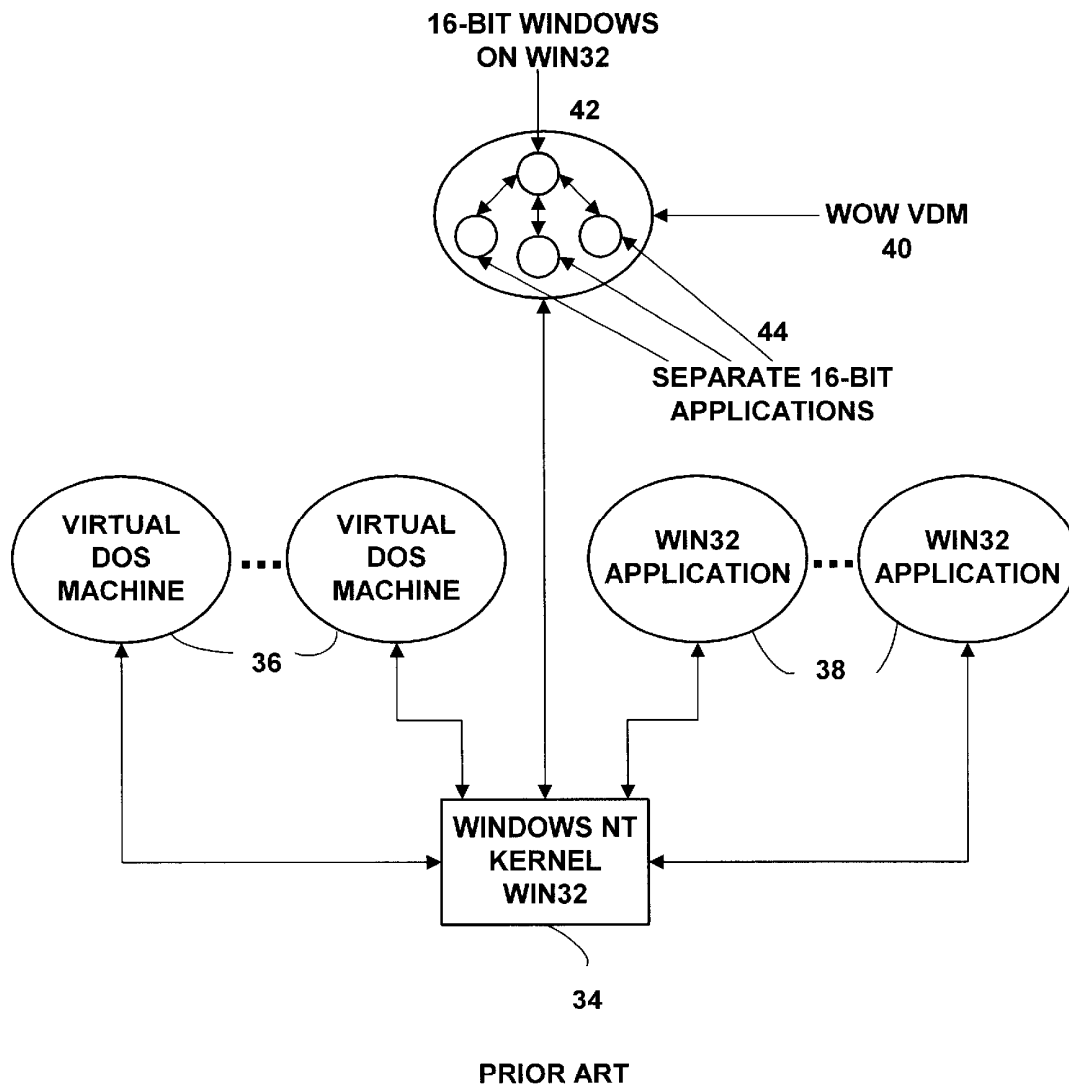 16-BIT WINDOWS
ON WIN32
42
WOW VDM
40
44
SEPARATE 16-BIT
APPLICATIONS
VIRTUAL
DOS
MACHINE
VIRTUAL
DOS
MACHINE
WIN32
APPLICATION
WIN32
APPLICATION
36
38
WINDOWS NT
KERNEL
WIN32
34
PRIOR ART